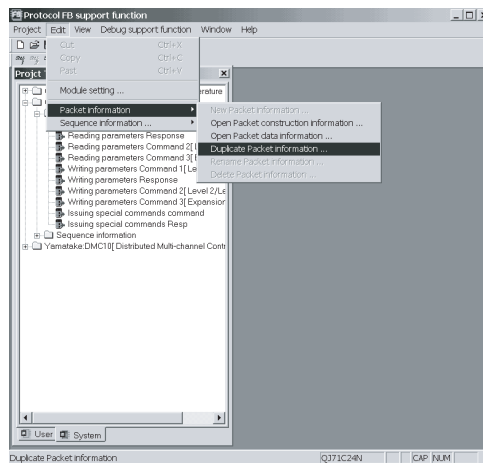 Protocol FB support function
Project Edit View Debug support function Window Help
Cut Ctrl+X
Copy Ctrl+C
Past Ctrl+V
Projct
Module setting ...
erature
Packet information
Sequence information ...
New Packet information ...
Open Packet construction information ...
Open Packet data information ...
Duplicate Packet information ...
Rename Packet information ...
Delete Packet information ...
Reading parameters Response
Reading parameters Command 2[ L
Reading parameters Command 3[ E
Writing parameters Command 1[ Le
Writing parameters Response
Writing parameters Command 2[ Level 2/Le
Writing parameters Command 3[ Expansion
Issuing special commands command
Issuing special commands Resp
Sequence information
Yamatake:DMC10[ Distributed Multi-channel Contr
User System
Duplicate Packet information QJ71C24N CAP NUM